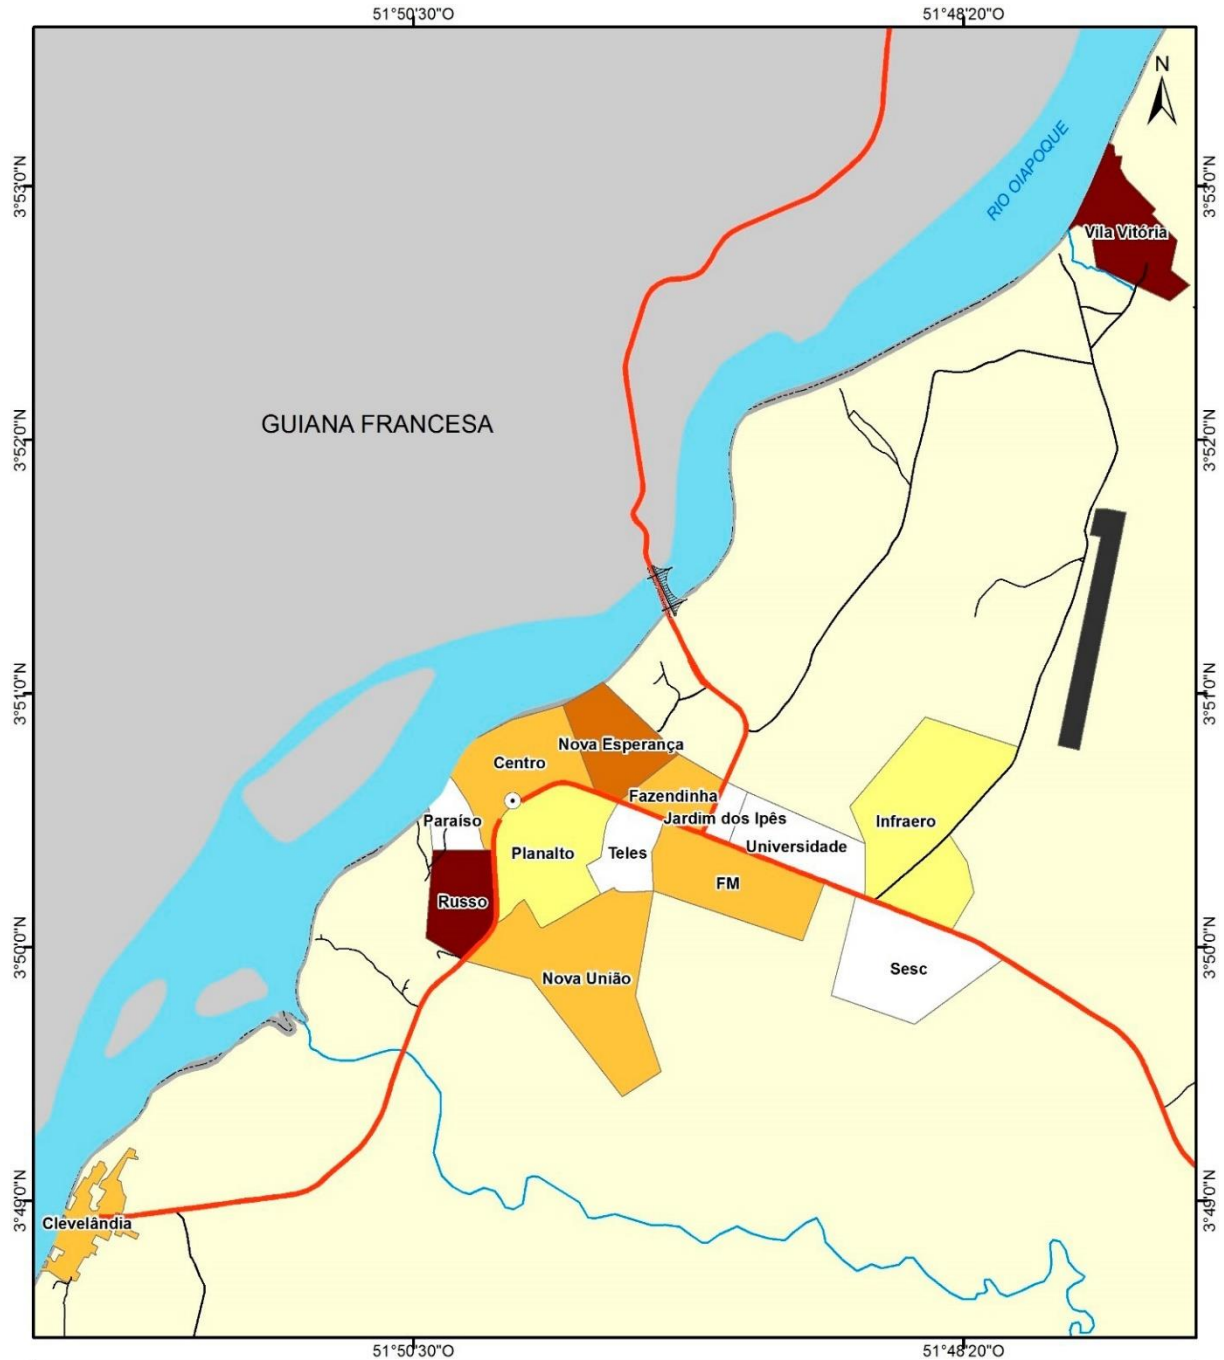 51°50'30"O
51°48'20"O
N
RIO OIAPOQUE
3°53'0"N
3°53'0"N
Vila Vitória
GUIANA FRANCESA
3°52'0"N
3°52'0"N
3°51'0"N
3°51'0"N
Nova Esperança
Centro
Fazendinha
Jardim dos Ipês
Paraíso
Infraero
Universidade
Planalto
Teles
FM
Russo
3°50'0"N
3°50'0"N
Sesc
Nova União
3°49'0"N
3°49'0"N
Clevelândia
51°50'30"O
51°48'20"O